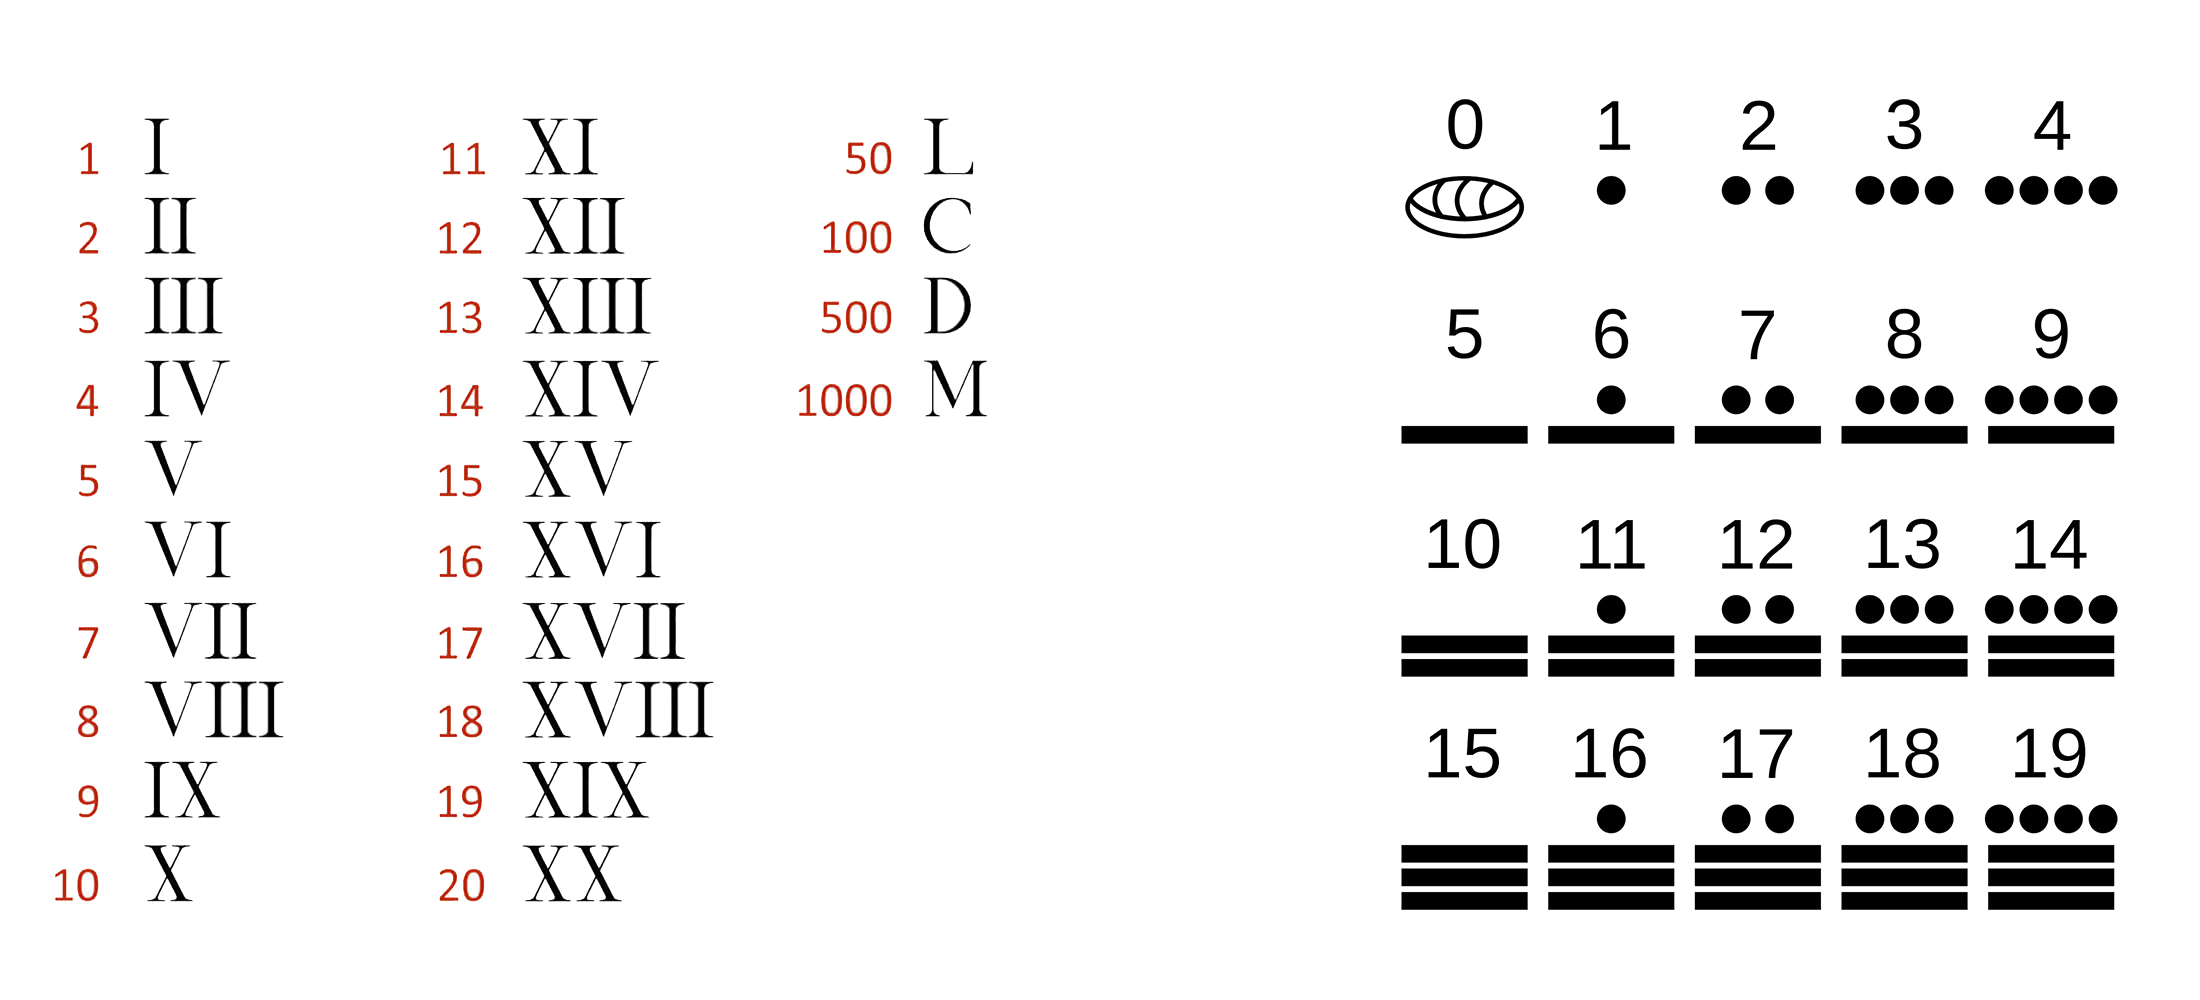 1 I 11 XI 50 L
2 II 12 XII 100 C
3 III 13 XIII 500 D
4 IV 14 XIV 1000 M
5 V 15 XV
6 VI 16 XVI
7 VII 17 XVII
8 VIII 18 XVIII
9 IX 19 XIX
10 X 20 XX
0 1 2 3 4
5 6 7 8 9
10 11 12 13 14
15 16 17 18 19